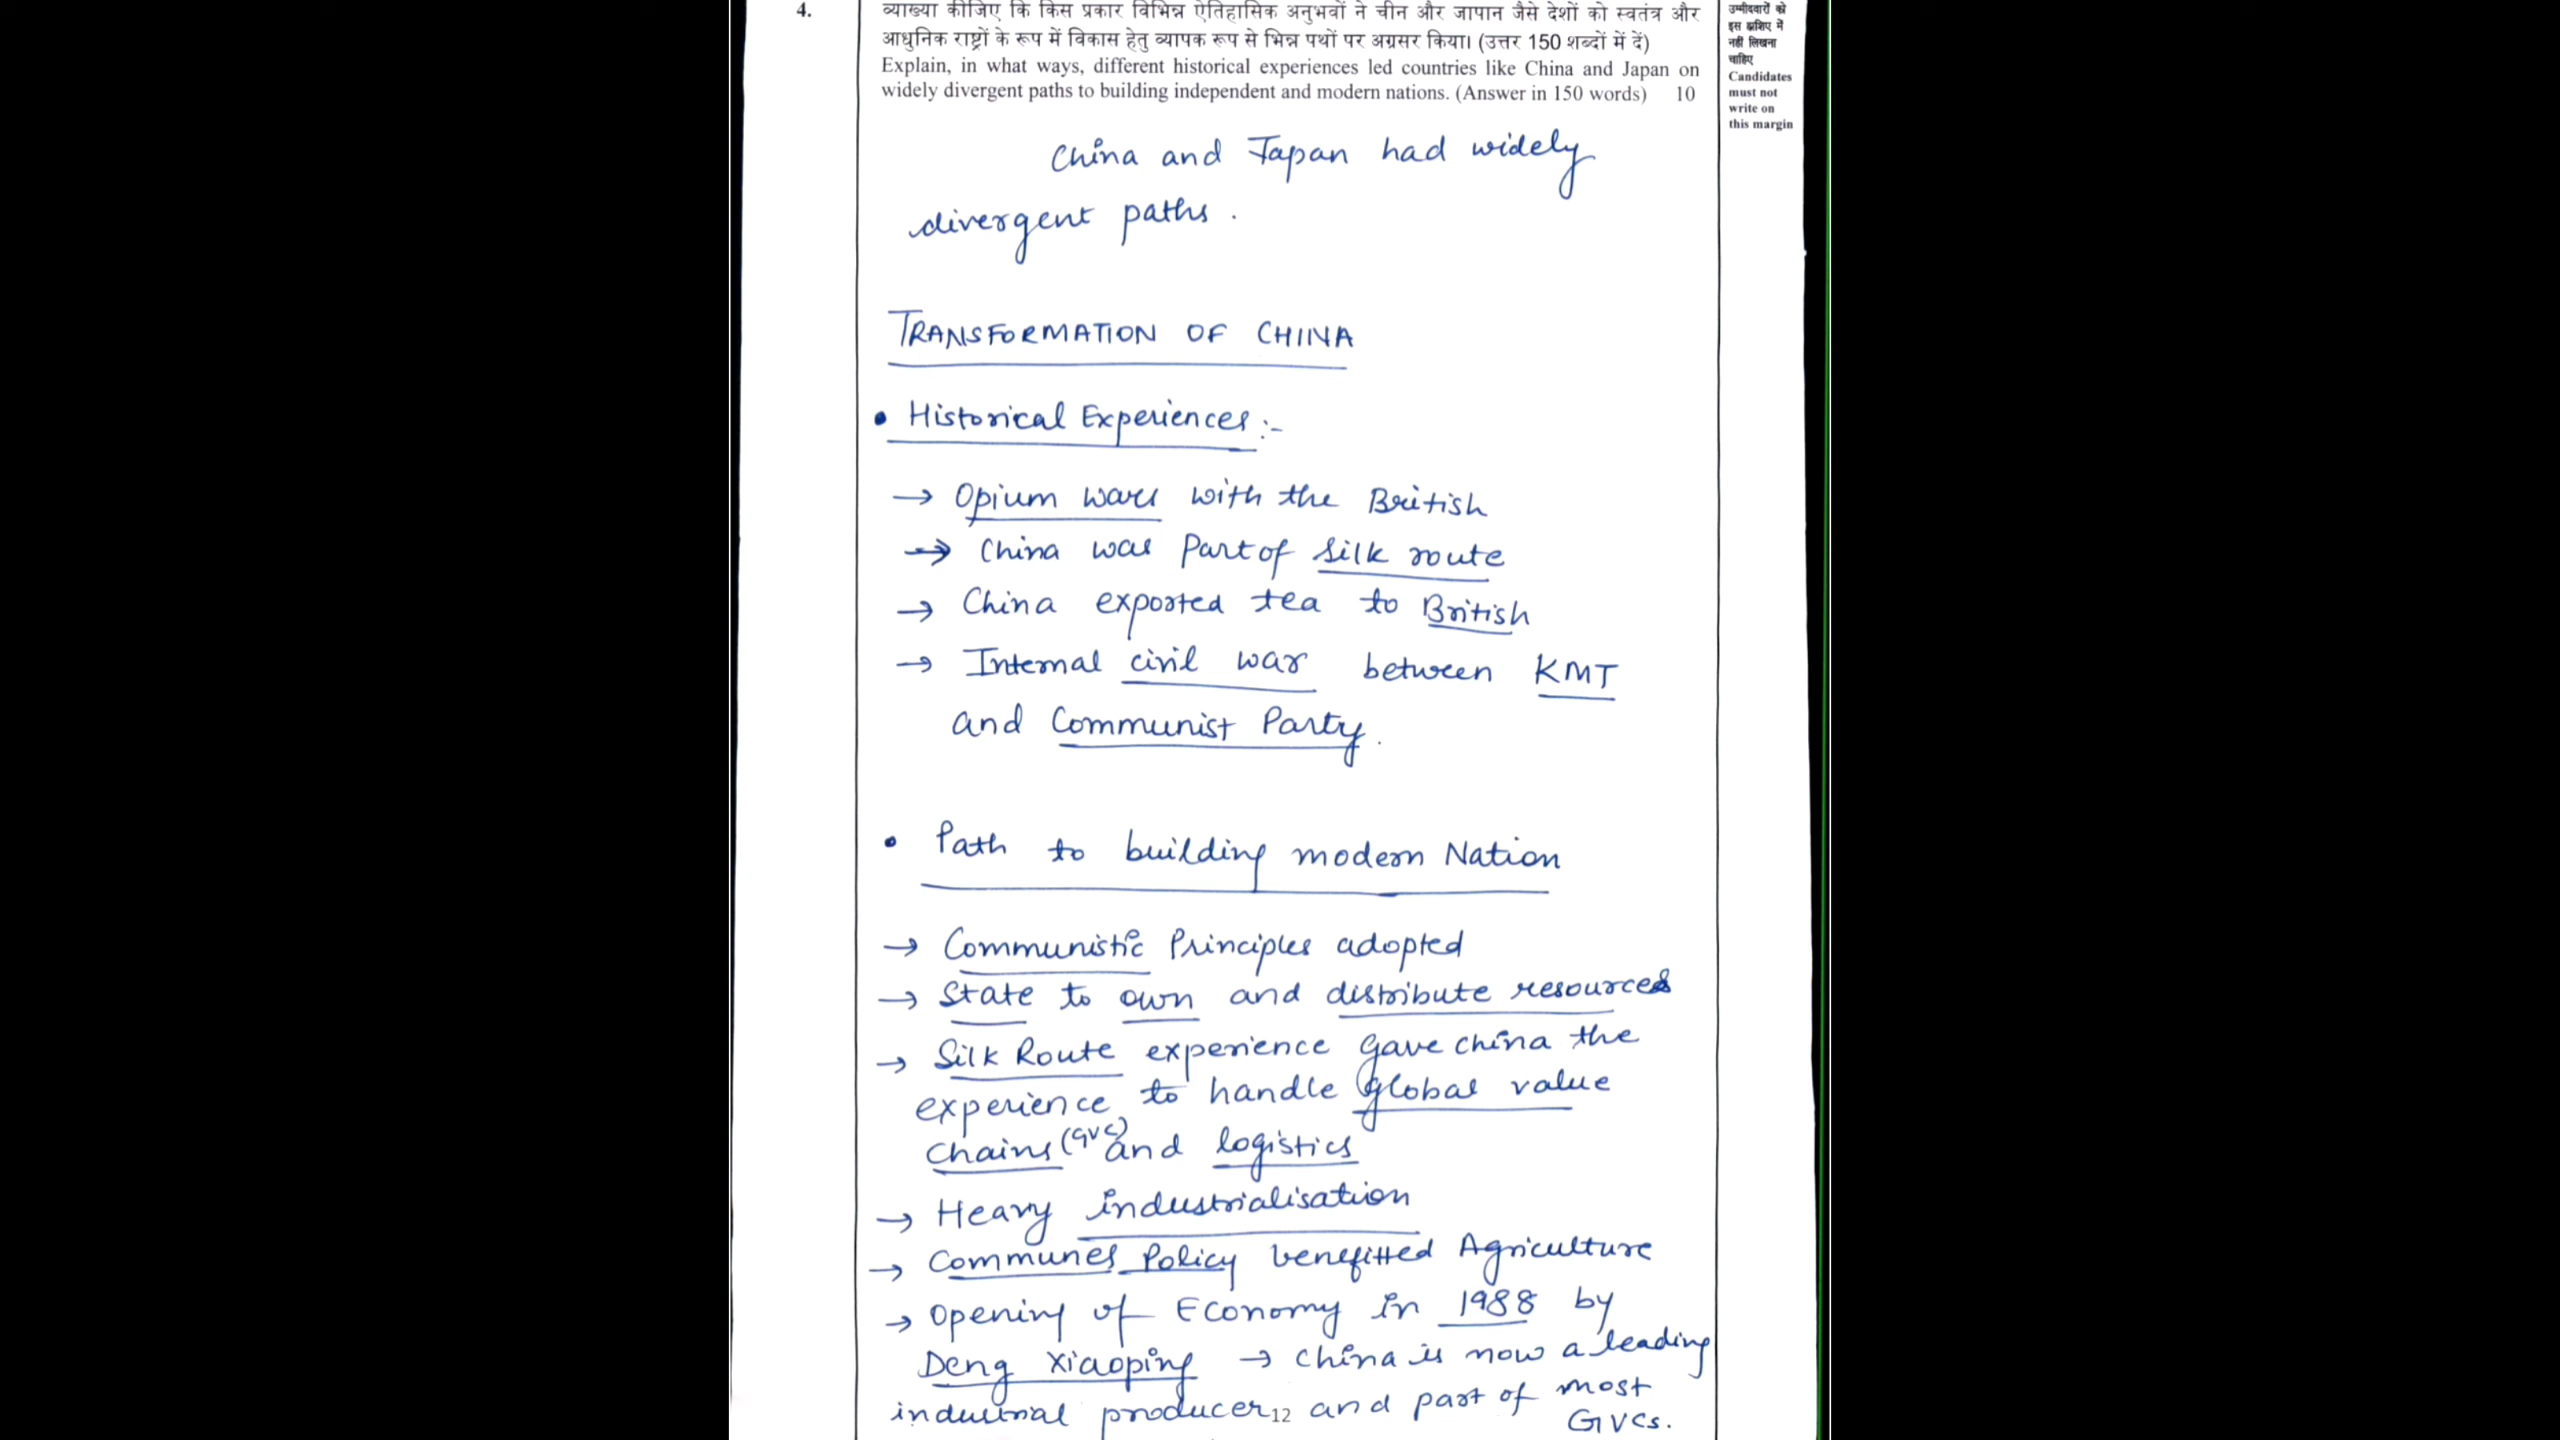 4.
व्याख्या कीजिए कि किस प्रकार विभिन्न ऐतिहासिक अनुभवों ने चीन और जापान जैसे देशों को स्वतंत्र और
आधुनिक राष्ट्रों के रूप में विकास हेतु व्यापक रूप से भिन्न पथों पर अग्रसर किया। (उत्तर 150 शब्दों में दें)
Explain, in what ways, different historical experiences led countries like China and Japan on
widely divergent paths to building independent and modern nations. (Answer in 150 words) 10
उम्मीदवारों को
इस हाशिए में
नहीं लिखना
चाहिए
Candidates
must not
write on
this margin
China and Japan had widely
divergent paths.
TRANSFORMATION OF CHINA
• Historical Experiences:-
→ Opium wars with the British
→ China was part of silk route
→ China exported tea to British
→ Internal civil war between KMT
and Communist Party.
• Path to building modern Nation
→ Communistic Principles adopted
→ State to own and distribute resources
→ Silk Route experience gave china the
experience to handle global value
chains (GVC) and logistics
→ Heavy industrialisation
→ Communes Policy benefitted Agriculture
→ Opening of Economy in 1988 by
Deng Xiaoping → China is now a leading
industrial producer and part of most
GVCs.
12